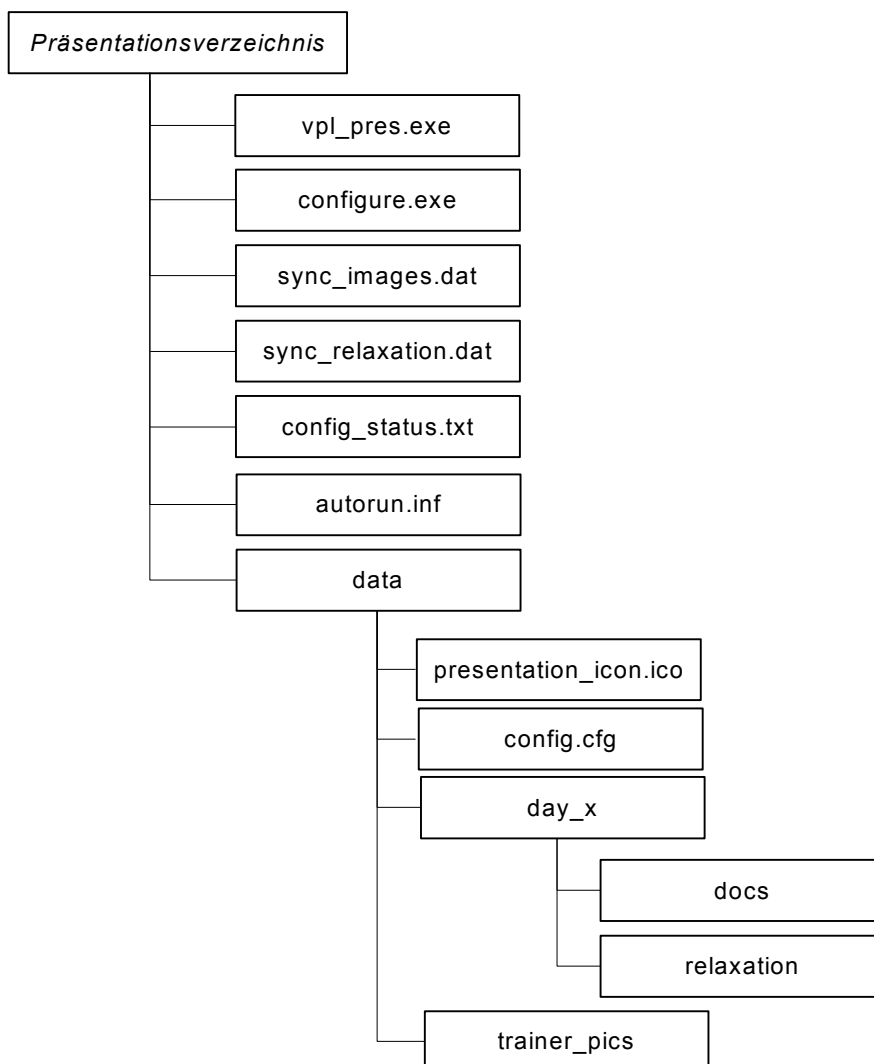 Präsentationsverzeichnis
vpl_pres.exe
configure.exe
sync_images.dat
sync_relaxation.dat
config_status.txt
autorun.inf
data
presentation_icon.ico
config.cfg
day_x
docs
relaxation
trainer_pics